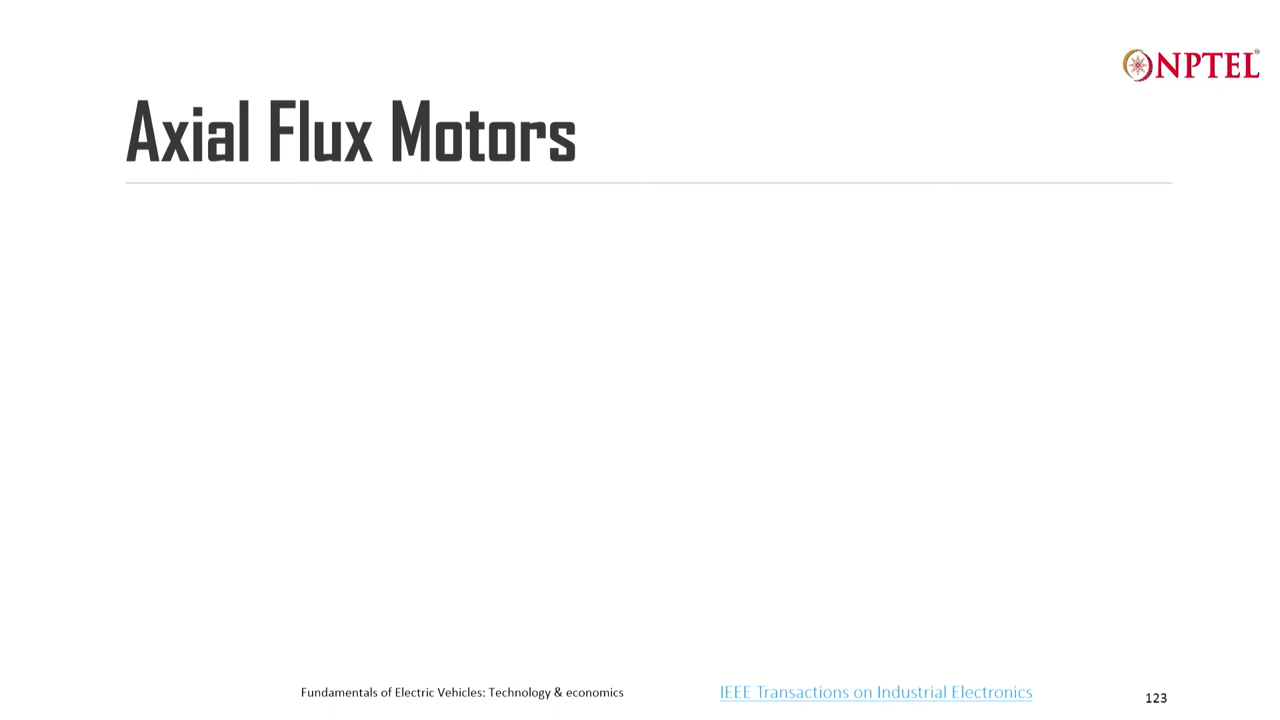 NPTEL
Axial Flux Motors
Fundamentals of Electric Vehicles: Technology & economics
IEEE Transactions on Industrial Electronics
123